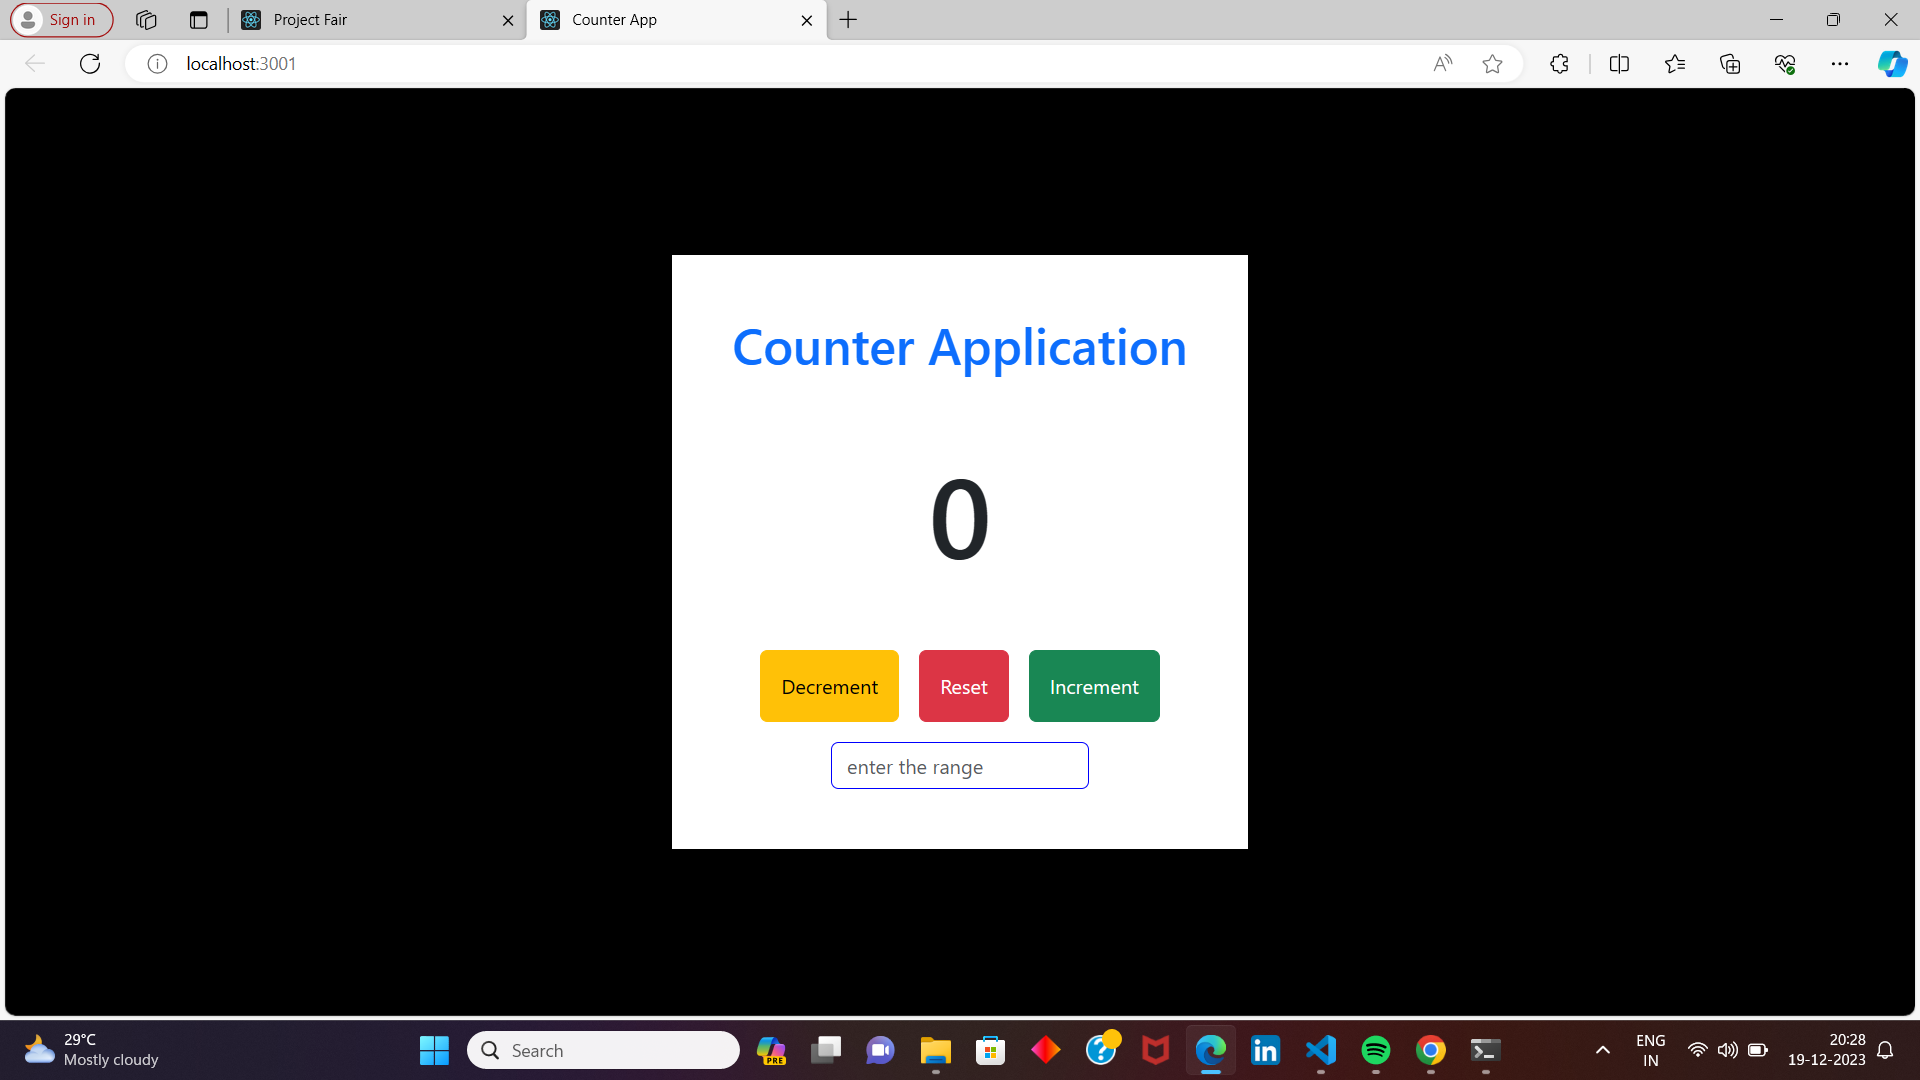 Sign in
Project Fair
Counter App
localhost:3001
Counter Application
0
Decrement
Reset
Increment
enter the range
29°C
Mostly cloudy
Search
PRE
ENG
IN
20:28
19-12-2023